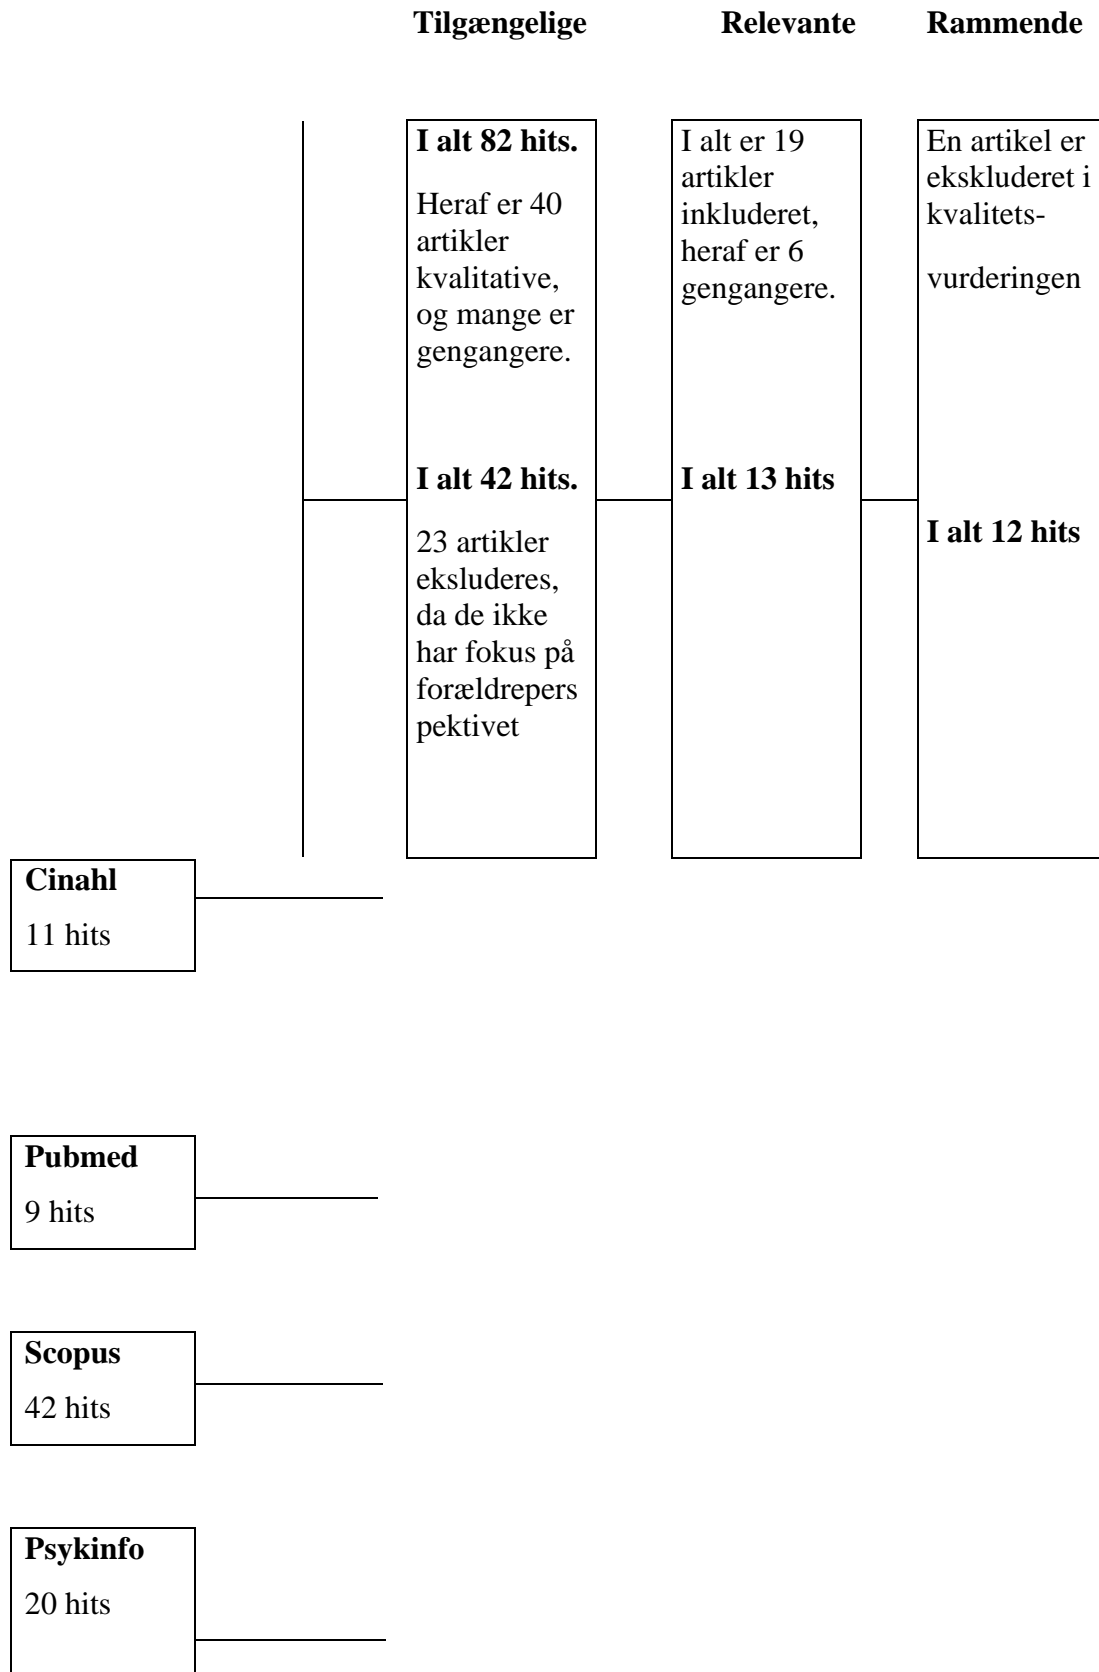 Tilgængelige Relevante Rammende
I alt 82 hits.
Heraf er 40
artikler
kvalitative,
og mange er
gengangere.
I alt 42 hits.
23 artikler
eksluderes,
da de ikke
har fokus på
forældrepers
pektivet
I alt er 19
artikler
inkluderet,
heraf er 6
gengangere.
I alt 13 hits
En artikel er
ekskluderet i
kvalitets-
vurderingen
I alt 12 hits
Cinahl
11 hits
Pubmed
9 hits
Scopus
42 hits
Psykinfo
20 hits